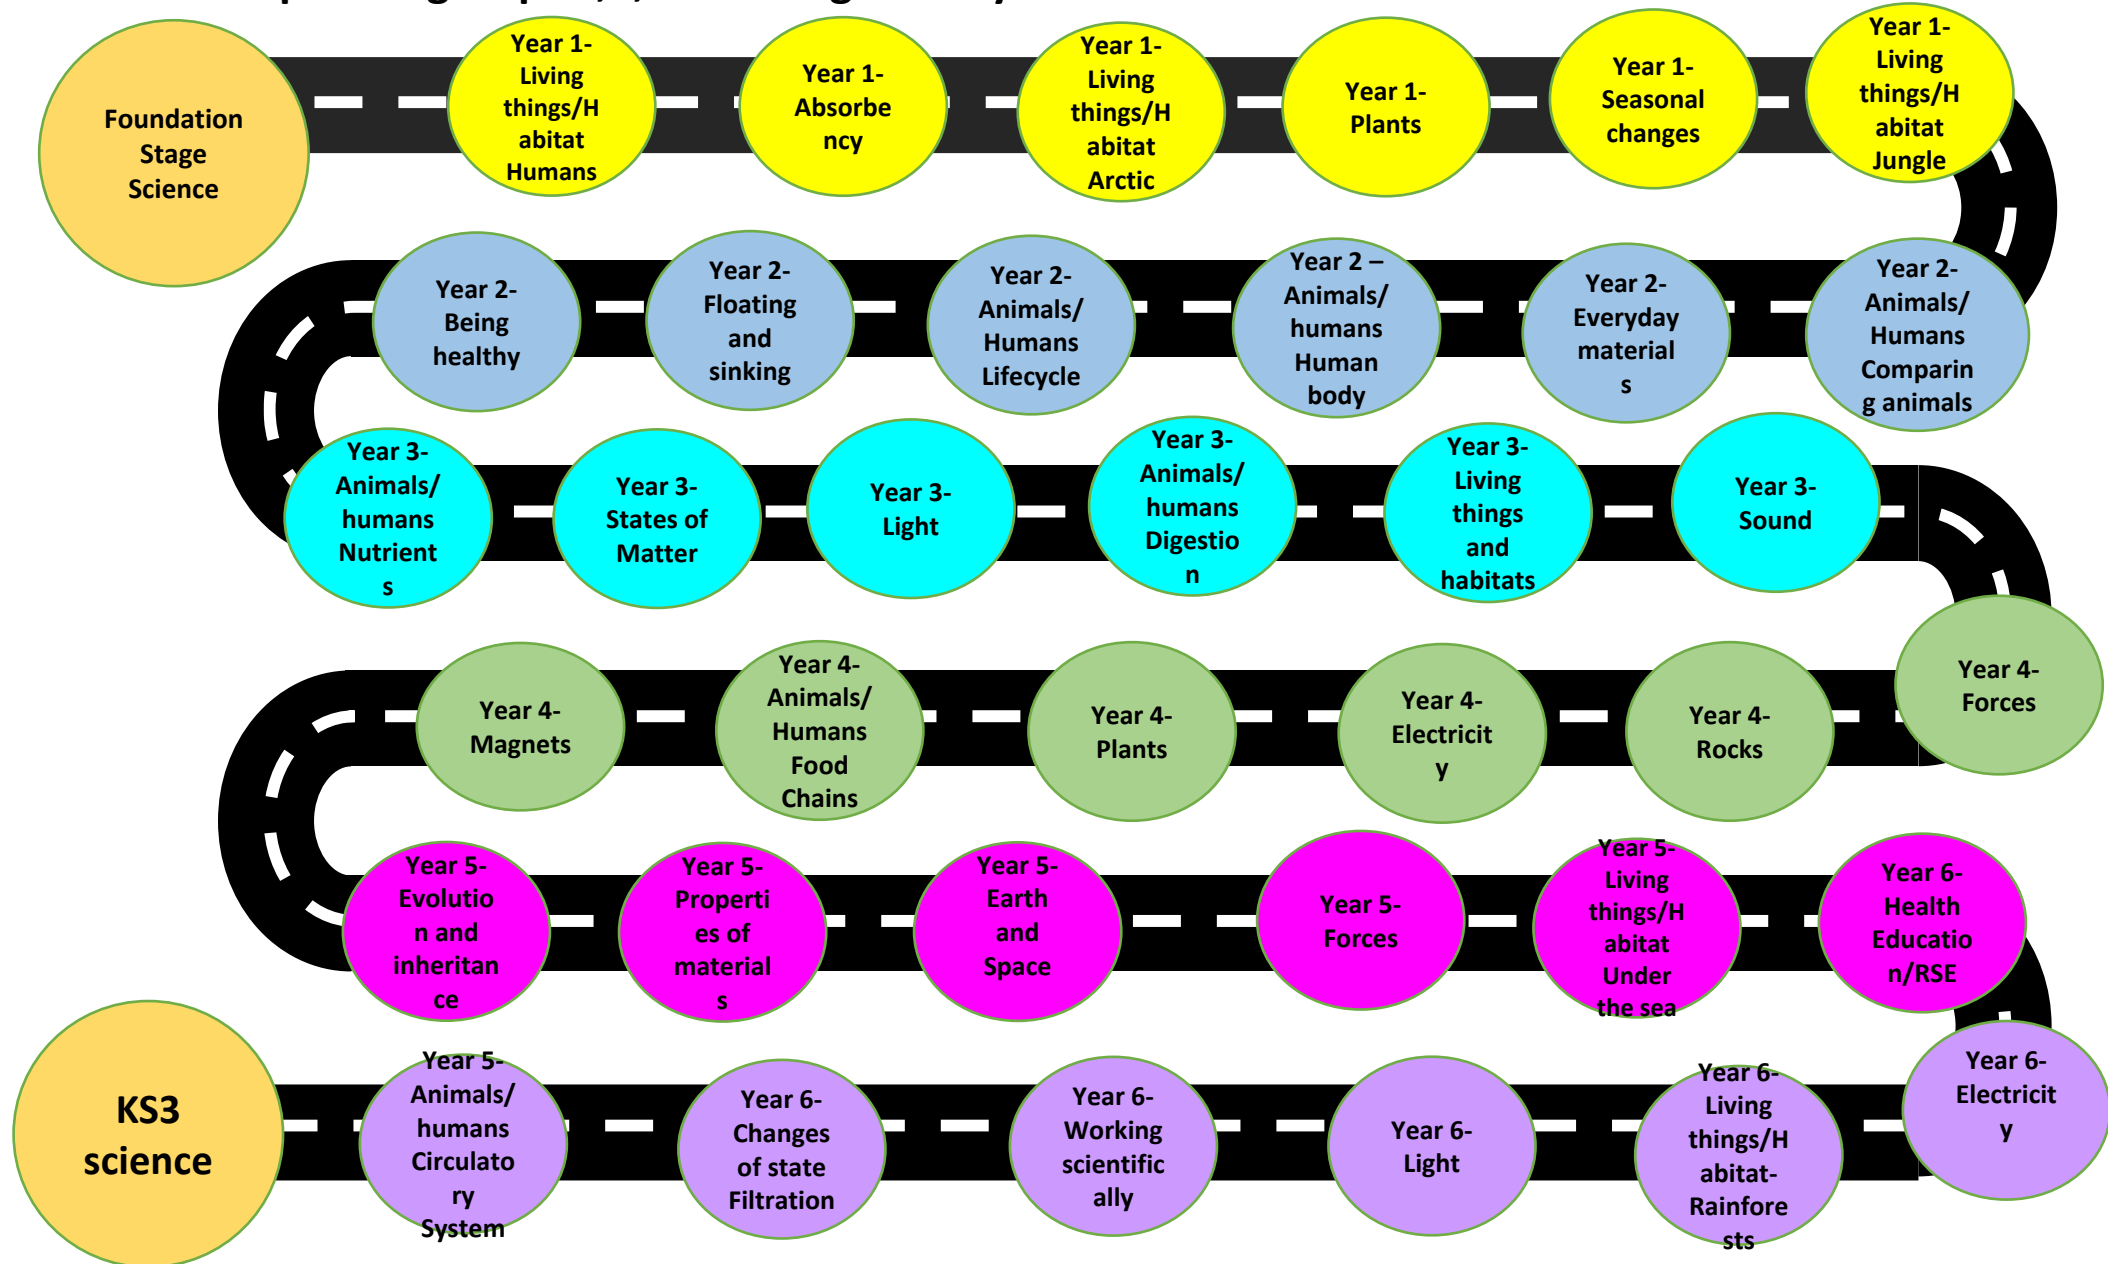 Foundation
Stage
Science
Year 1-
Living
things/H
abitat
Humans
Year 1-
Absorbe
ncy
Year 1-
Living
things/H
abitat
Arctic
Year 1-
Plants
Year 1-
Seasonal
changes
Year 1-
Living
things/H
abitat
Jungle
Year 2-
Being
healthy
Year 2-
Floating
and
sinking
Year 2-
Animals/
Humans
Lifecycle
Year 2 –
Animals/
humans
Human
body
Year 2-
Everyday
material
s
Year 2-
Animals/
Humans
Comparin
g animals
Year 3-
Animals/
humans
Nutrient
s
Year 3-
States of
Matter
Year 3-
Light
Year 3-
Animals/
humans
Digestio
n
Year 3-
Living
things
and
habitats
Year 3-
Sound
Year 4-
Magnets
Year 4-
Animals/
Humans
Food
Chains
Year 4-
Plants
Year 4-
Electricit
y
Year 4-
Rocks
Year 4-
Forces
Year 5-
Evolutio
n and
inheritan
ce
Year 5-
Properti
es of
material
s
Year 5-
Earth
and
Space
Year 5-
Forces
Year 5-
Living
things/H
abitat
Under
the sea
Year 6-
Health
Educatio
n/RSE
KS3
science
Year 5-
Animals/
humans
Circulato
ry
System
Year 6-
Changes
of state
Filtration
Year 6-
Working
scientific
ally
Year 6-
Light
Year 6-
Living
things/H
abitat-
Rainfore
sts
Year 6-
Electricit
y